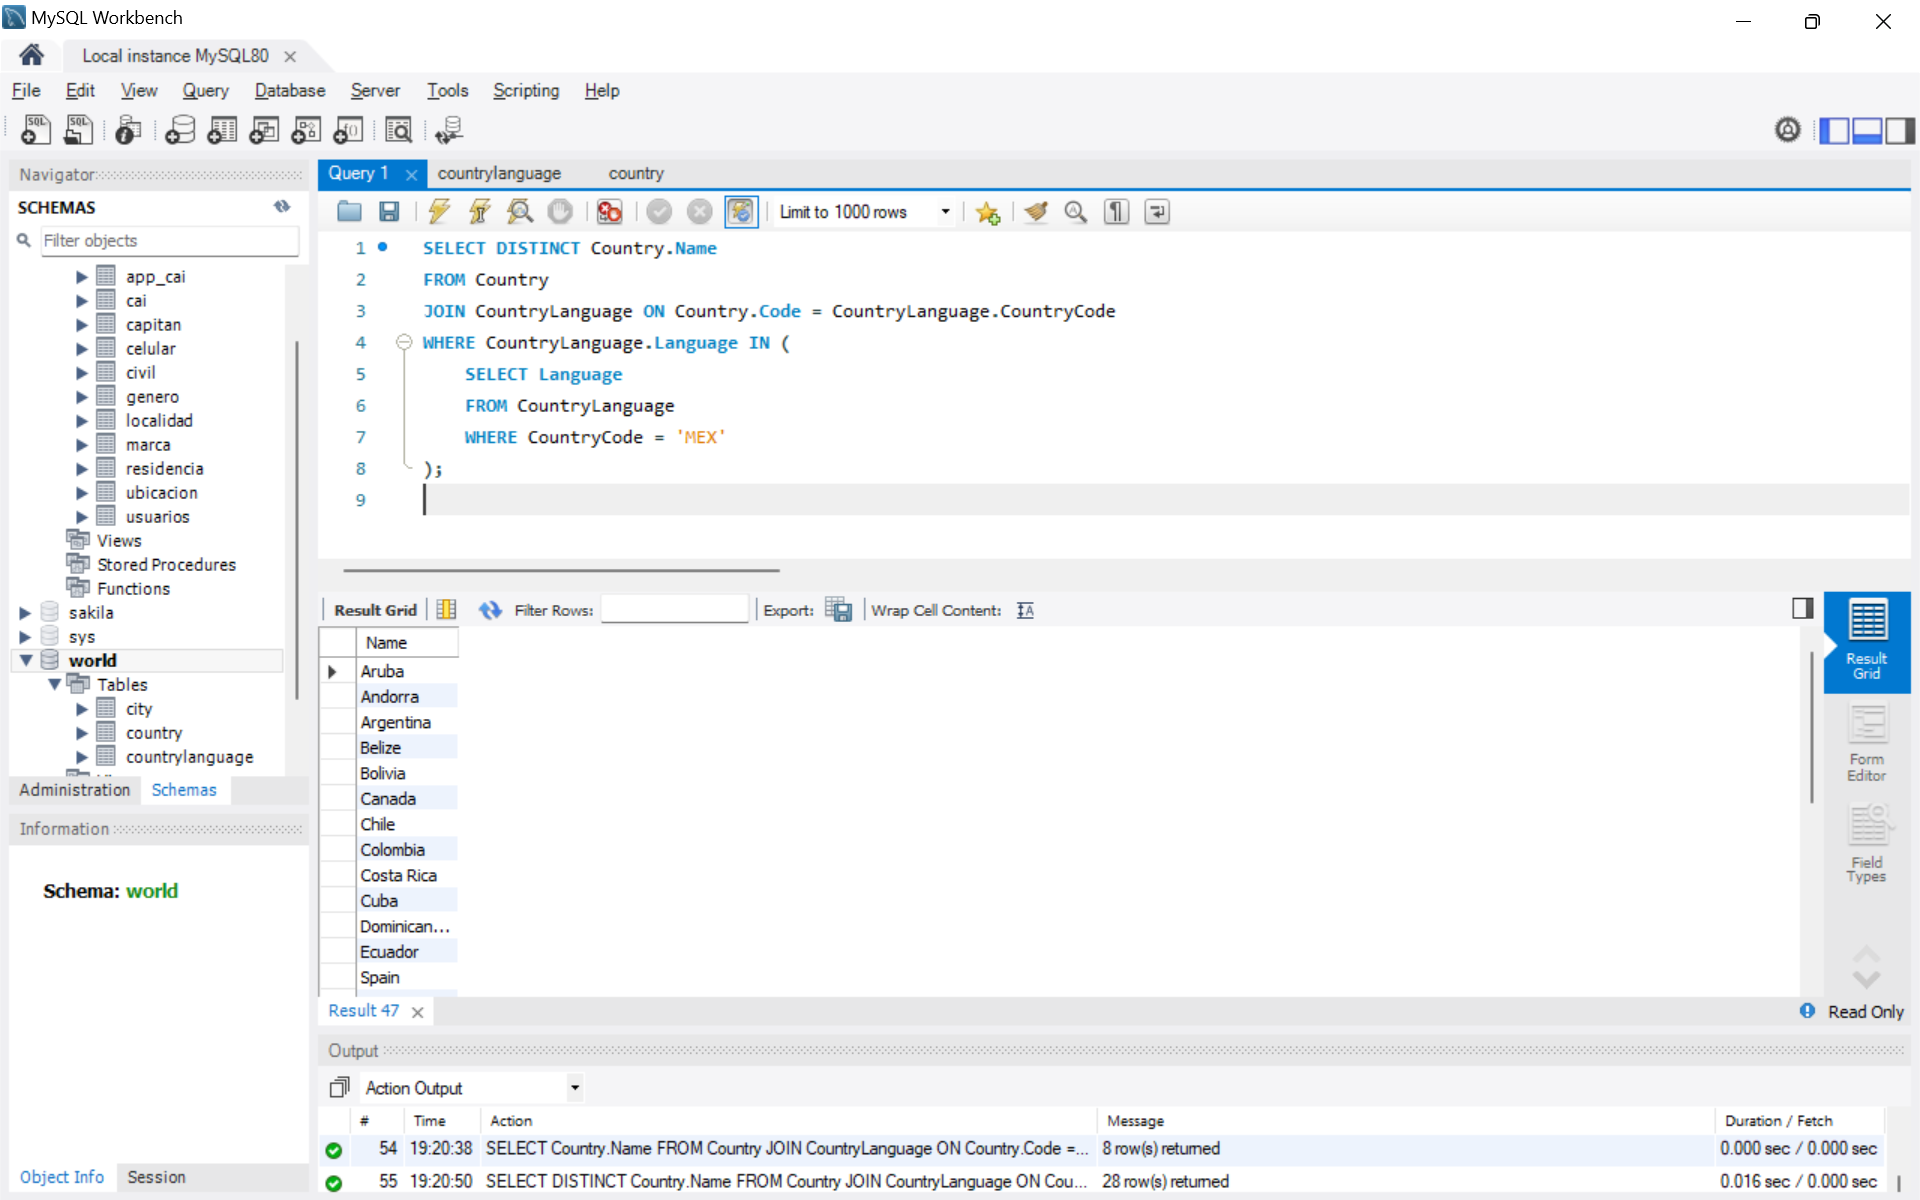 MySQL Workbench
Local instance MySQL80
File Edit View Query Database Server Tools Scripting Help
Navigator
SCHEMAS
Filter objects
app_cai
cai
capitan
celular
civil
genero
localidad
marca
residencia
ubicacion
usuarios
Views
Stored Procedures
Functions
sakila
sys
world
Tables
city
country
countrylanguage
Administration Schemas
Information
Schema: world
Object Info Session
Query 1 countrylanguage country
Limit to 1000 rows
1 SELECT DISTINCT Country.Name
2 FROM Country
3 JOIN CountryLanguage ON Country.Code = CountryLanguage.CountryCode
4 WHERE CountryLanguage.Language IN (
5 SELECT Language
6 FROM CountryLanguage
7 WHERE CountryCode = 'MEX'
8 );
9
Result Grid Filter Rows: Export: Wrap Cell Content:
Name
Aruba
Andorra
Argentina
Belize
Bolivia
Canada
Chile
Colombia
Costa Rica
Cuba
Dominican...
Ecuador
Spain
Result Grid
Form Editor
Field Types
Result 47
Read Only
Output
Action Output
# Time Action Message Duration / Fetch
54 19:20:38 SELECT Country.Name FROM Country JOIN CountryLanguage ON Country.Code =... 8 row(s) returned 0.000 sec / 0.000 sec
55 19:20:50 SELECT DISTINCT Country.Name FROM Country JOIN CountryLanguage ON Cou... 28 row(s) returned 0.016 sec / 0.000 sec